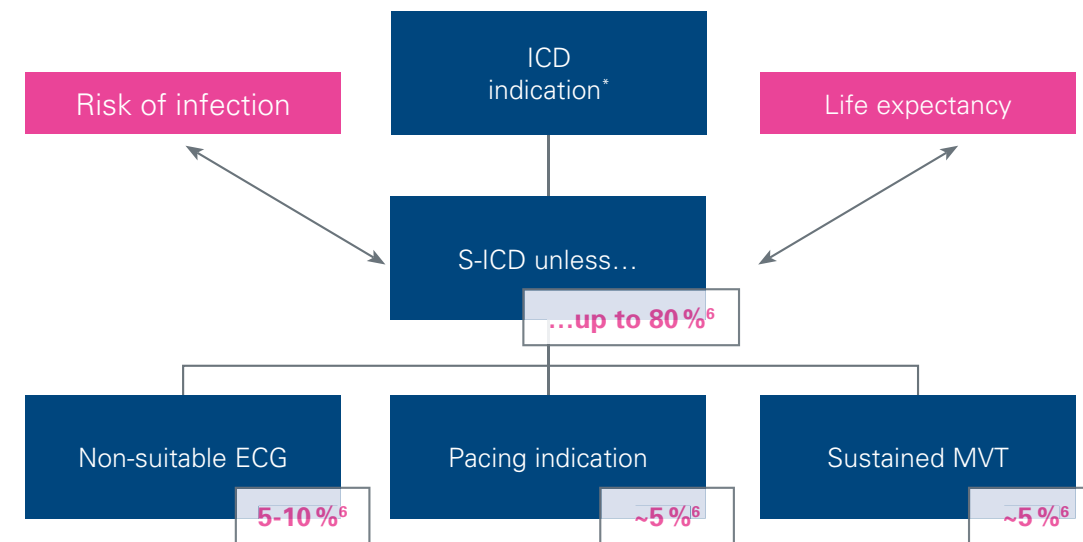 ICD
indication*
Risk of infection
Life expectancy
S-ICD unless…
…up to 80 %6
Non-suitable ECG
5-10 %6
Pacing indication
~5 %6
Sustained MVT
~5 %6